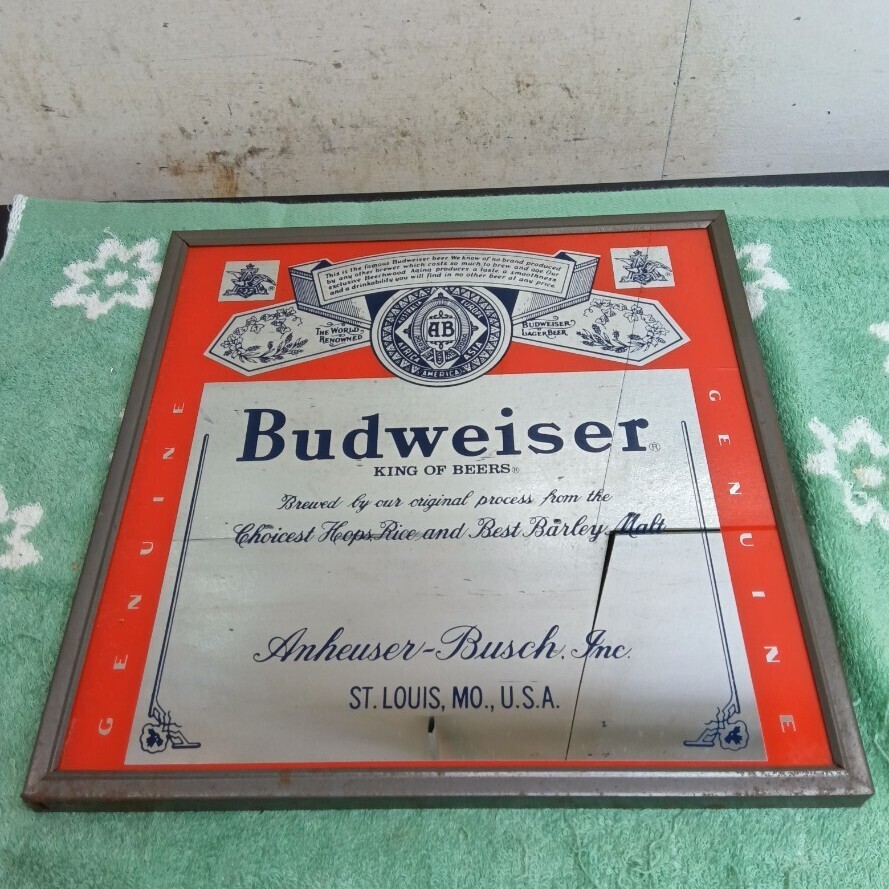 This is the famous Budweiser beer. We know of no brand produced
by any other brewer which costs so much to brew and age. Our
exclusive Beechwood Aging produces a taste, a smoothness
and a drinkability you will find in no other beer at any price.
THE WORLD
RENOWNED
BUDWEISER
LAGER BEER
AB
AFRICA
AMERICA
ASIA
EUROPE
Budweiser®
KING OF BEERS®
Brewed by our original process from the
Choicest Hops, Rice and Best Barley Malt
Anheuser-Busch, Inc.
ST. LOUIS, MO., U.S.A.
GENUINE
GENUINE